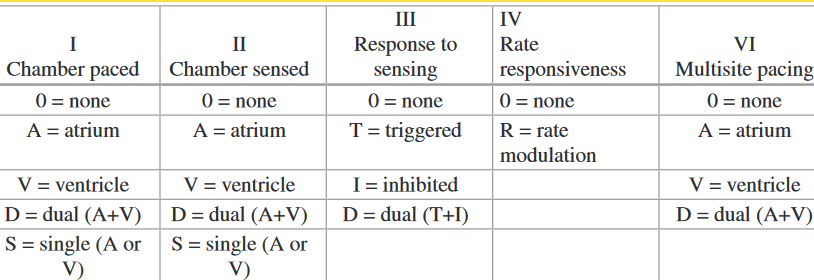 I
Chamber paced
II
Chamber sensed
III
Response to
sensing
IV
Rate
responsiveness
VI
Multisite pacing
0 = none
0 = none
0 = none
0 = none
0 = none
A = atrium
A = atrium
T = triggered
R = rate
modulation
A = atrium
V = ventricle
V = ventricle
I = inhibited
V = ventricle
D = dual (A+V)
D = dual (A+V)
D = dual (T+I)
D = dual (A+V)
S = single (A or
V)
S = single (A or
V)